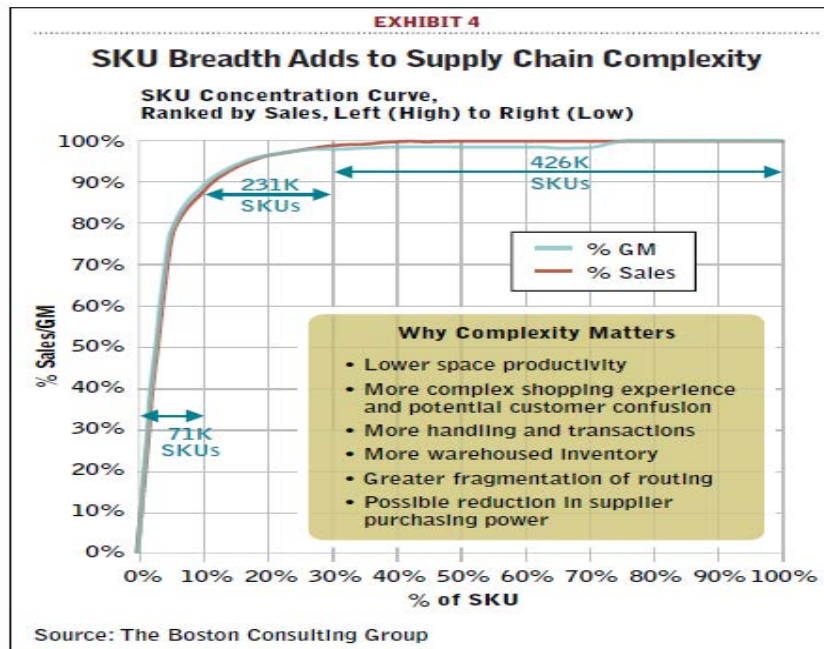 EXHIBIT 4
SKU Breadth Adds to Supply Chain Complexity
SKU Concentration Curve,
Ranked by Sales, Left (High) to Right (Low)
100%
90%
80%
70%
60%
50%
40%
30%
20%
10%
0%
% Sales/GM
426K
SKUs
231K
SKUs
71K
SKUs
% GM
% Sales
Why Complexity Matters
• Lower space productivity
• More complex shopping experience
and potential customer confusion
• More handling and transactions
• More warehoused inventory
• Greater fragmentation of routing
• Possible reduction in supplier
purchasing power
0% 10% 20% 30% 40% 50% 60% 70% 80% 90% 100%
% of SKU
Source: The Boston Consulting Group